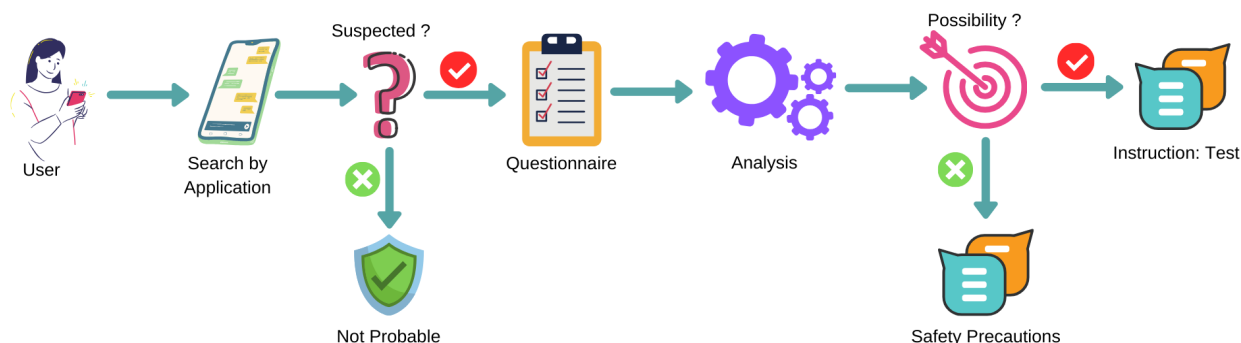 User
Search by
Application
Suspected ?
Not Probable
Questionnaire
Analysis
Possibility ?
Safety Precautions
Instruction: Test